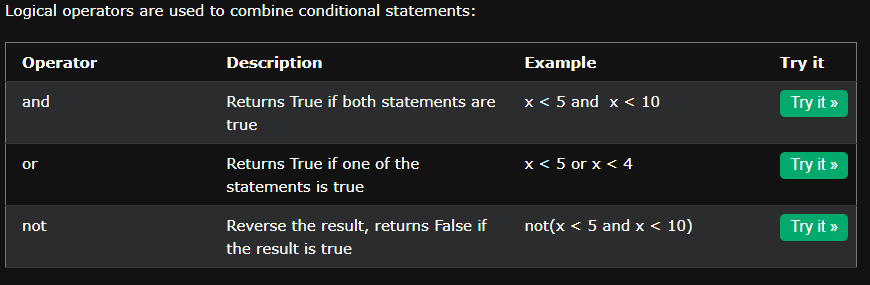 Logical operators are used to combine conditional statements:
Operator Description Example Try it
and Returns True if both statements are x < 5 and  x < 10 Try it »
true
or Returns True if one of the x < 5 or x < 4 Try it »
statements is true
not Reverse the result, returns False if not(x < 5 and x < 10) Try it »
the result is true